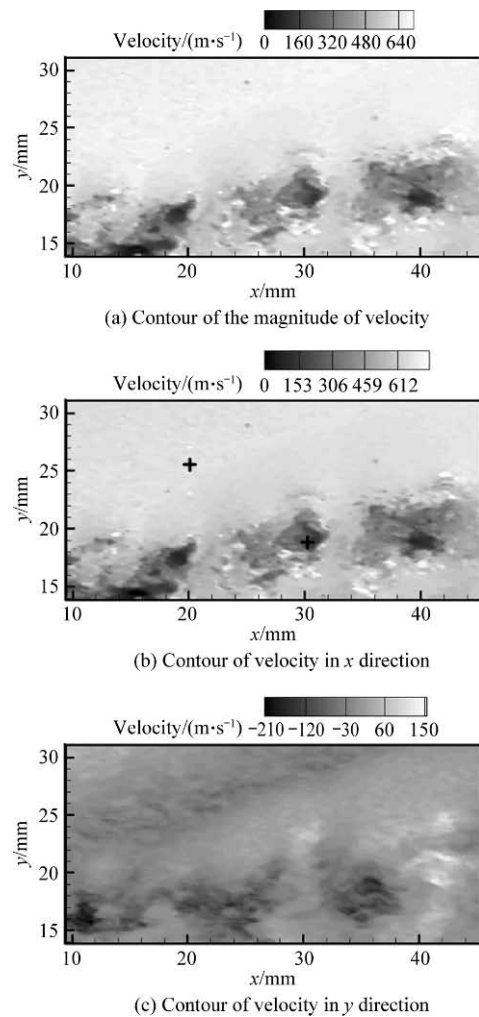 Velocity/(m·s⁻¹)
0 160 320 480 640
30
25
20
15
y/mm
10 20 30 40
x/mm
(a) Contour of the magnitude of velocity
Velocity/(m·s⁻¹)
0 153 306 459 612
30
25
20
15
y/mm
10 20 30 40
x/mm
(b) Contour of velocity in x direction
Velocity/(m·s⁻¹)
−210 −120 −30 60 150
30
25
20
15
y/mm
10 20 30 40
x/mm
(c) Contour of velocity in y direction